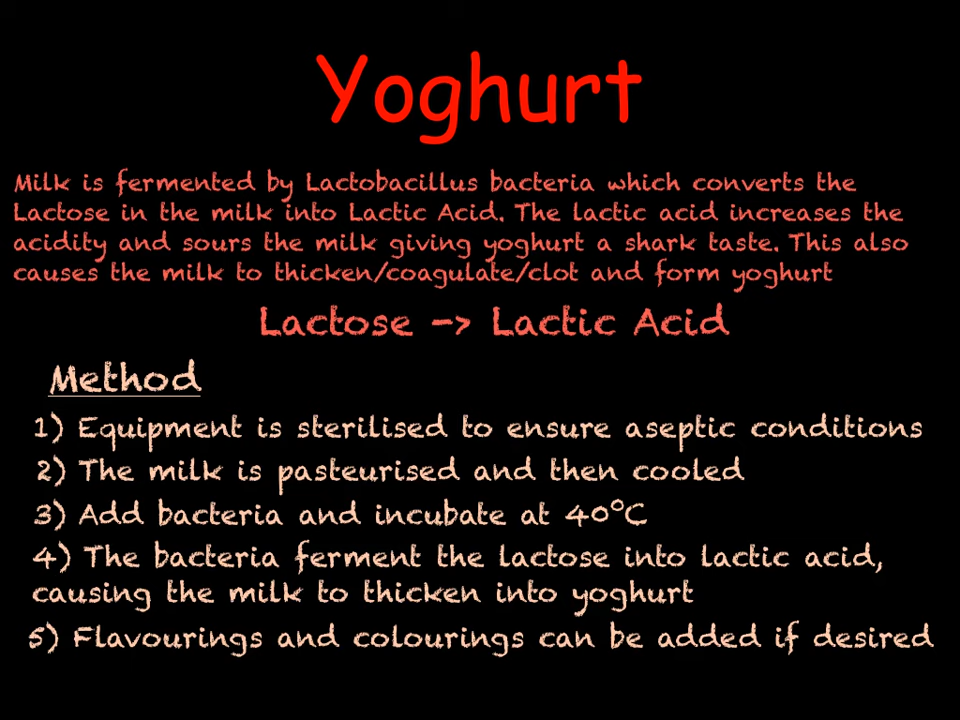 Yoghurt
Milk is fermented by Lactobacillus bacteria which converts the
Lactose in the milk into Lactic Acid. The lactic acid increases the
acidity and sours the milk giving yoghurt a shark taste. This also
causes the milk to thicken/coagulate/clot and form yoghurt
Lactose -> Lactic Acid
Method
1) Equipment is sterilised to ensure aseptic conditions
2) The milk is pasteurised and then cooled
3) Add bacteria and incubate at 40°C
4) The bacteria ferment the lactose into lactic acid,
causing the milk to thicken into yoghurt
5) Flavourings and colourings can be added if desired